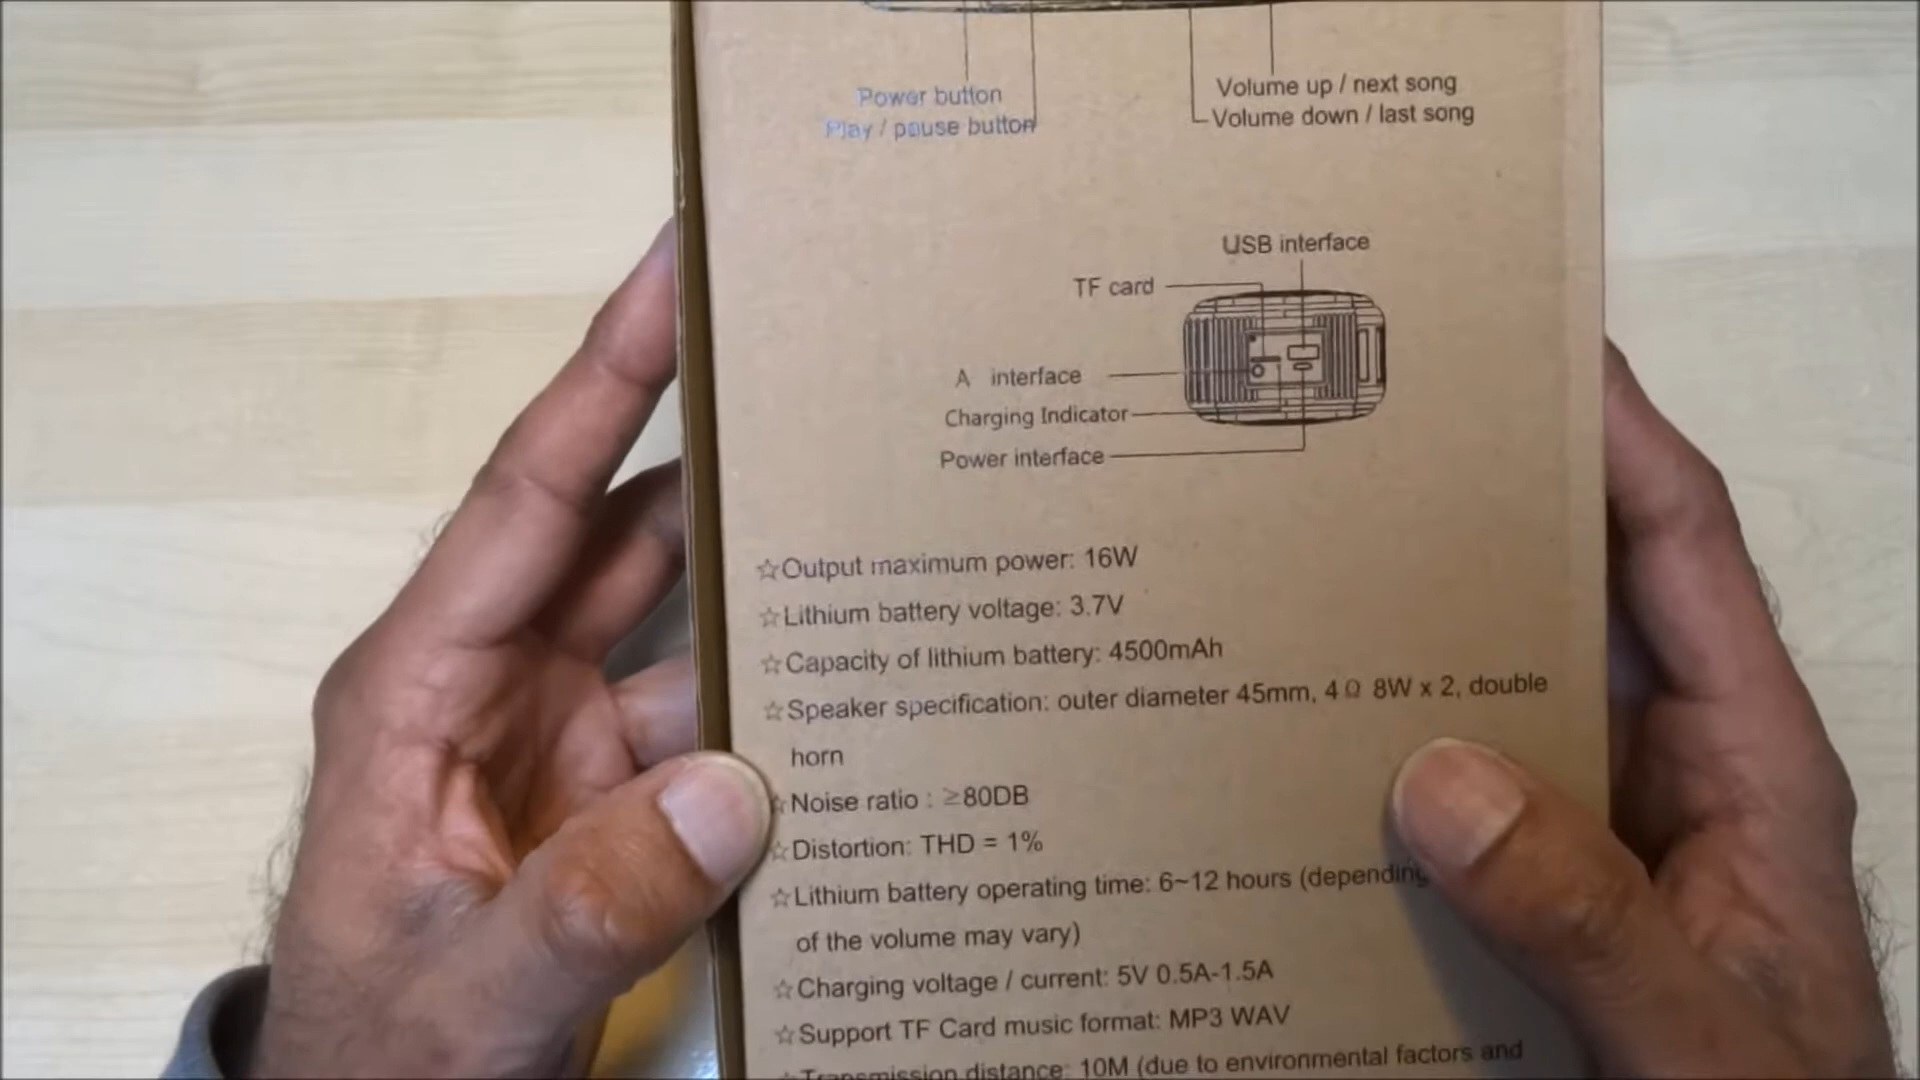 Power button
Play / pause button
Volume up / next song
Volume down / last song
USB interface
TF card
A interface
Charging Indicator
Power interface
☆Output maximum power: 16W
☆Lithium battery voltage: 3.7V
☆Capacity of lithium battery: 4500mAh
☆Speaker specification: outer diameter 45mm, 4Ω 8W x 2, double
horn
☆Noise ratio : ≥80DB
☆Distortion: THD = 1%
☆Lithium battery operating time: 6~12 hours (depending
of the volume may vary)
☆Charging voltage / current: 5V 0.5A-1.5A
☆Support TF Card music format: MP3 WAV
☆Transmission distance: 10M (due to environmental factors and